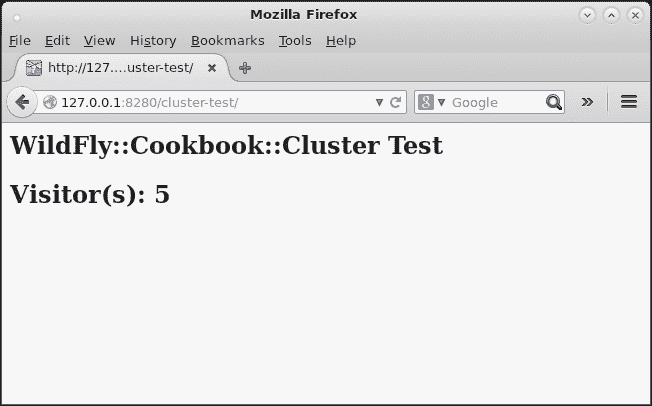 Mozilla Firefox
File Edit View History Bookmarks Tools Help
http://127....uster-test/
127.0.0.1:8280/cluster-test/
8 Google
WildFly::Cookbook::Cluster Test
Visitor(s): 5